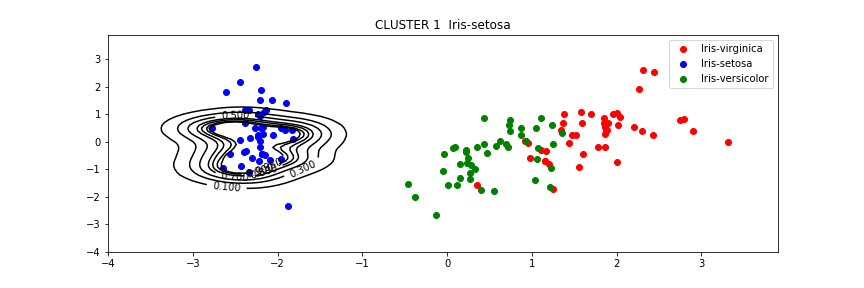 CLUSTER 1 Iris-setosa
Iris-virginica
Iris-setosa
Iris-versicolor
3
2
1
0
−1
−2
−3
−4
0.500
0.300
0.100
−4 −3 −2 −1 0 1 2 3